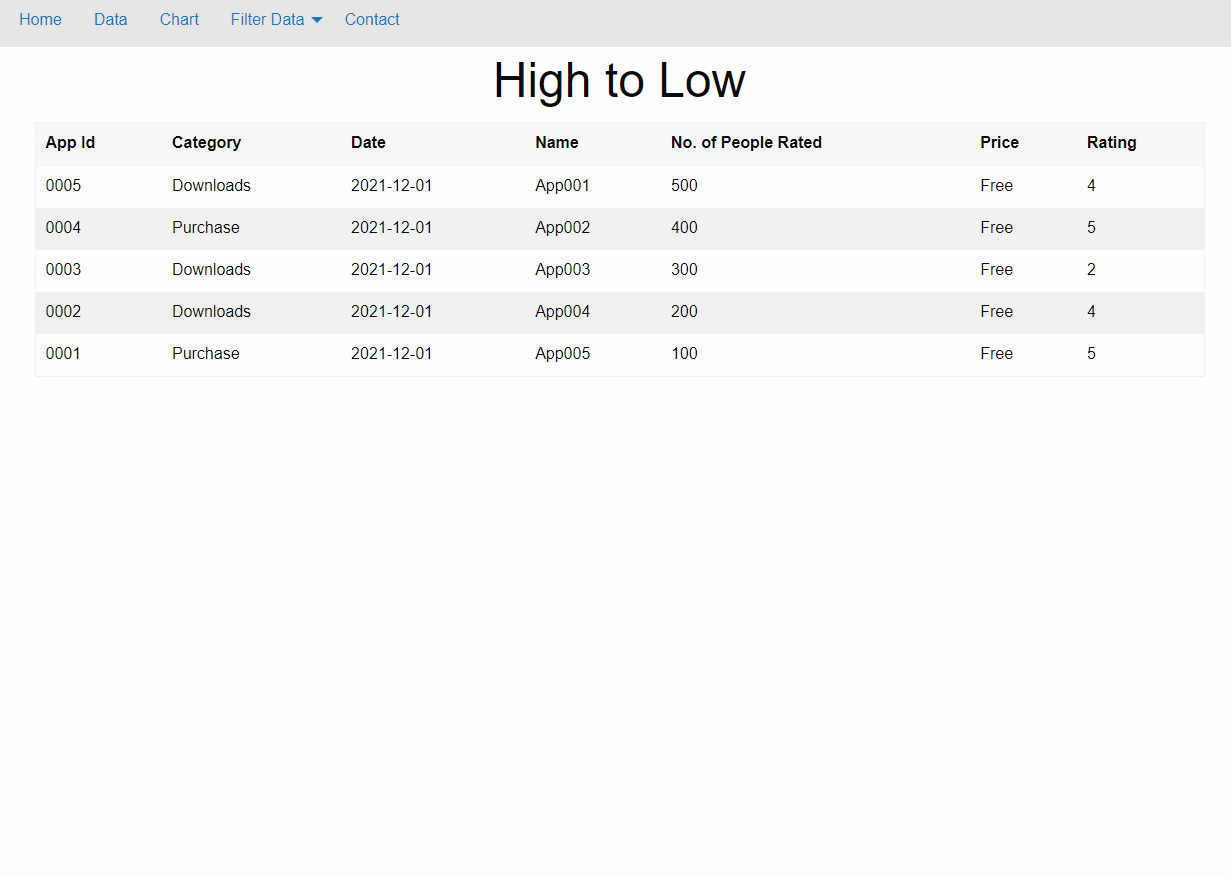 Home Data Chart Filter Data Contact
High to Low
App Id Category Date Name No. of People Rated Price Rating
0005 Downloads 2021-12-01 App001 500 Free 4
0004 Purchase 2021-12-01 App002 400 Free 5
0003 Downloads 2021-12-01 App003 300 Free 2
0002 Downloads 2021-12-01 App004 200 Free 4
0001 Purchase 2021-12-01 App005 100 Free 5